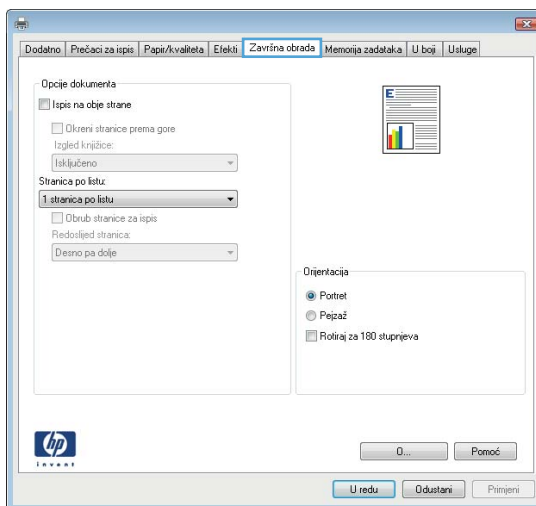 Dodatno Prečaci za ispis Papir/kvaliteta Efekti Završna obrada Memorija zadataka U boji Usluge
Opcije dokumenta
Ispis na obje strane
Okreni stranice prema gore
Izgled knjižice:
Isključeno
Stranica po listu:
1 stranica po listu
Obrub stranice za ispis
Redoslijed stranica:
Desno pa dolje
E
Orijentacija
Portret
Pejzaž
Rotiraj za 180 stupnjeva
hp
invent
O... Pomoć
U redu Odustani Primijeni